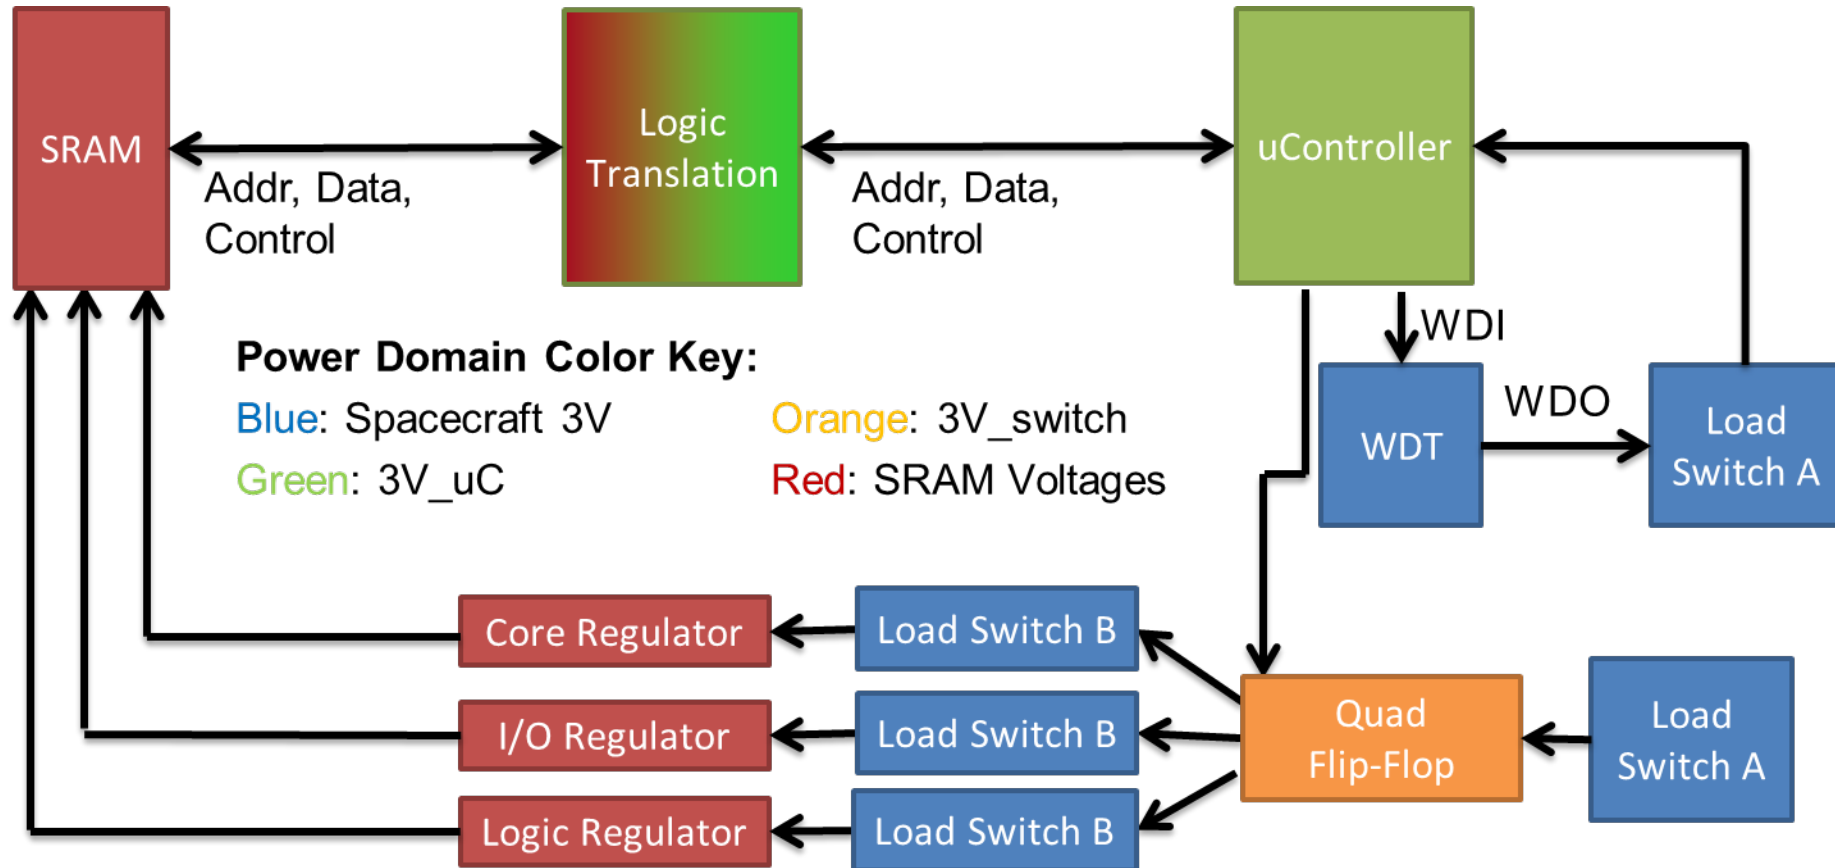 SRAM
Logic
Translation
uController
Addr, Data,
Control
Addr, Data,
Control
WDI
Power Domain Color Key:
Blue: Spacecraft 3V
Orange: 3V_switch
Green: 3V_uC
Red: SRAM Voltages
WDT
WDO
Load
Switch A
Core Regulator
Load Switch B
I/O Regulator
Load Switch B
Logic Regulator
Load Switch B
Quad
Flip-Flop
Load
Switch A